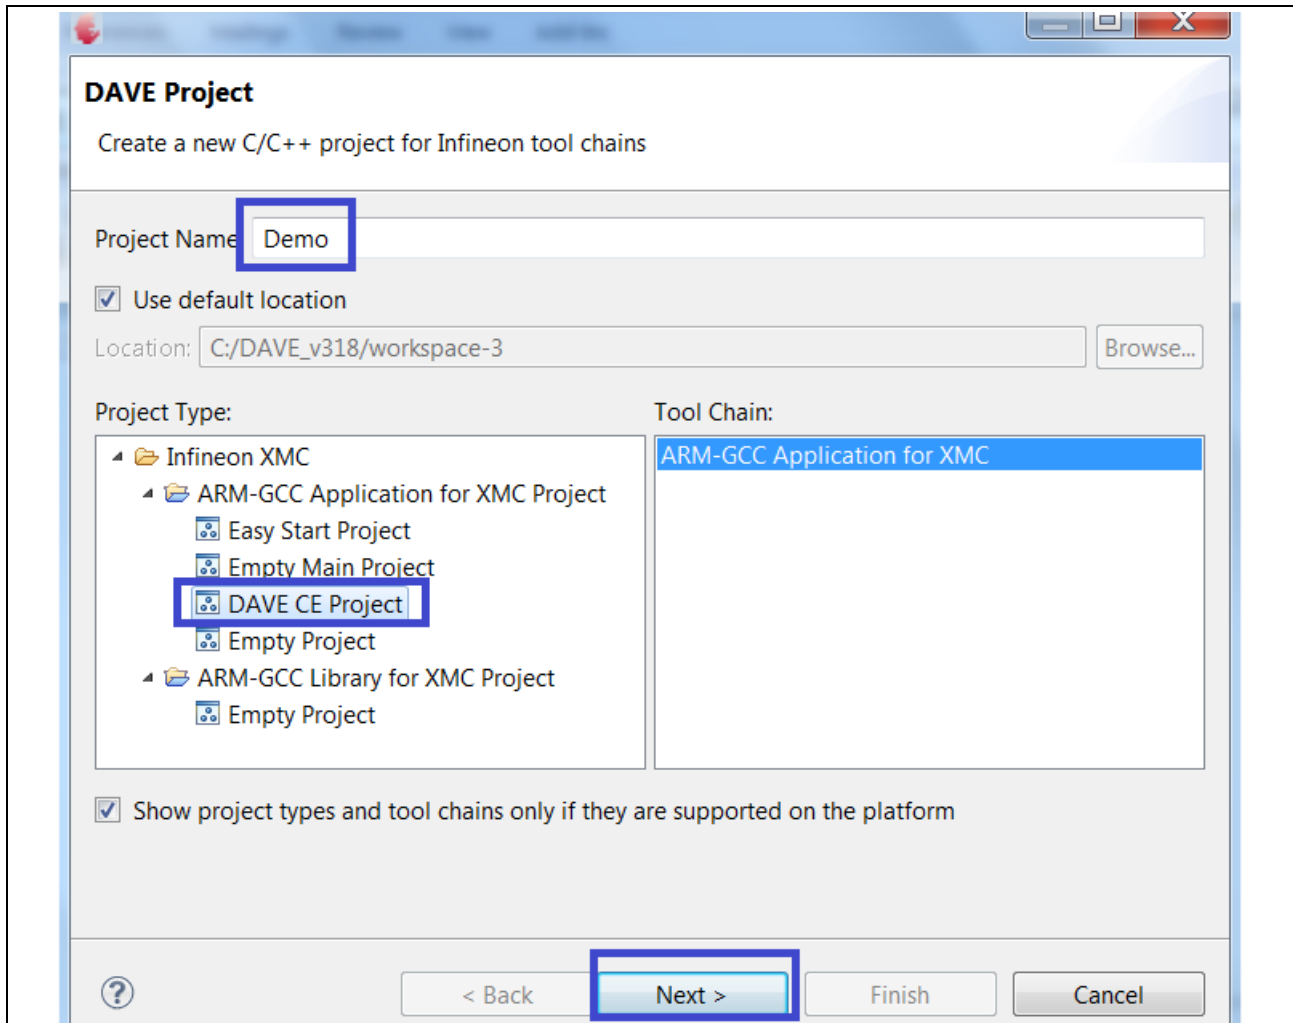 DAVE Project
Create a new C/C++ project for Infineon tool chains
Project Name Demo
Use default location
Location: C:/DAVE_v318/workspace-3 Browse...
Project Type: Tool Chain:
Infineon XMC
ARM-GCC Application for XMC
ARM-GCC Application for XMC Project
Easy Start Project
Empty Main Project
DAVE CE Project
Empty Project
ARM-GCC Library for XMC Project
Empty Project
Show project types and tool chains only if they are supported on the platform
< Back Next > Finish Cancel